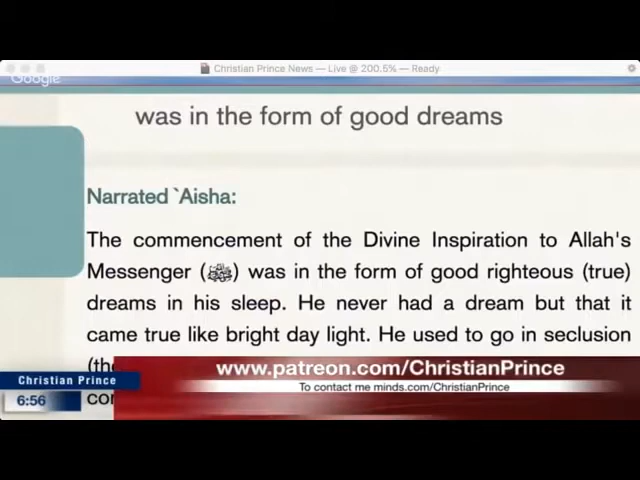 Christian Prince News — Live @ 200.5% — Ready
Google
was in the form of good dreams
Narrated `Aisha:
The commencement of the Divine Inspiration to Allah's
Messenger (ﷺ) was in the form of good righteous (true)
dreams in his sleep. He never had a dream but that it
came true like bright day light. He used to go in seclusion
(the
www.patreon.com/ChristianPrince
Christian Prince
To contact me minds.com/ChristianPrince
6:56